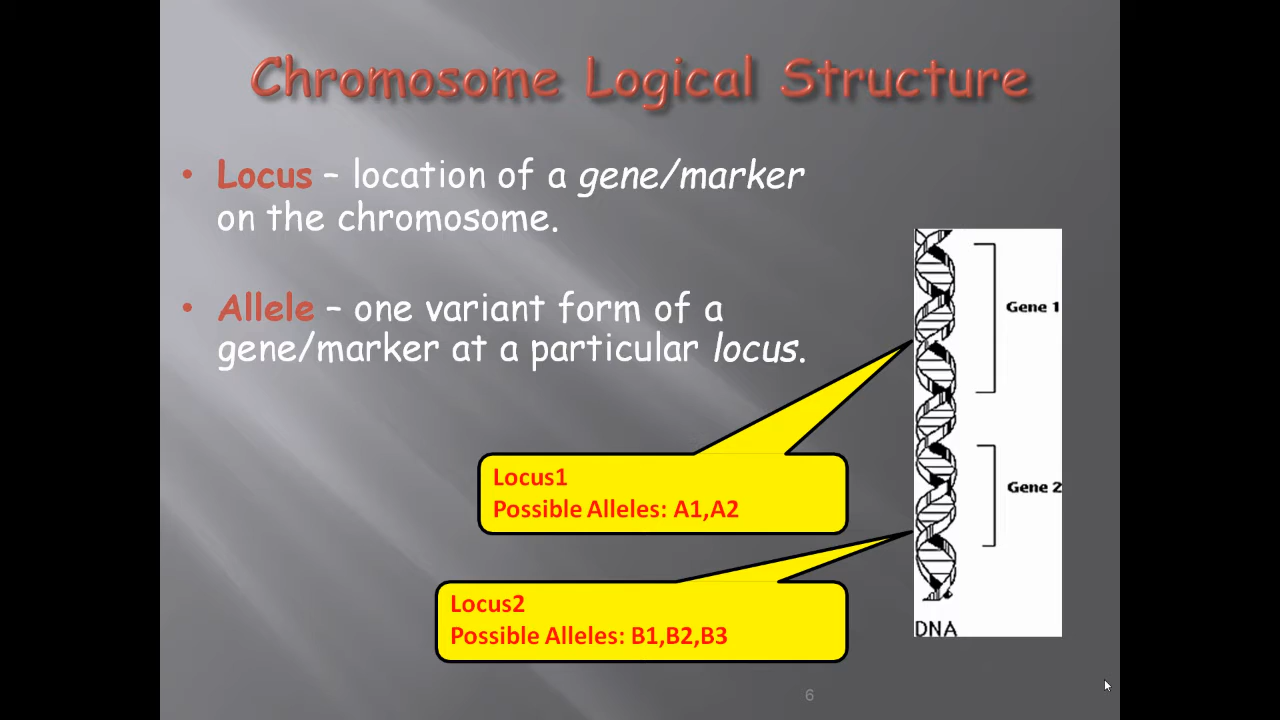 Chromosome Logical Structure
• Locus – location of a gene/marker
on the chromosome.
• Allele – one variant form of a
gene/marker at a particular locus.
Gene 1
Gene 2
Locus1
Possible Alleles: A1,A2
Locus2
Possible Alleles: B1,B2,B3
DNA
6